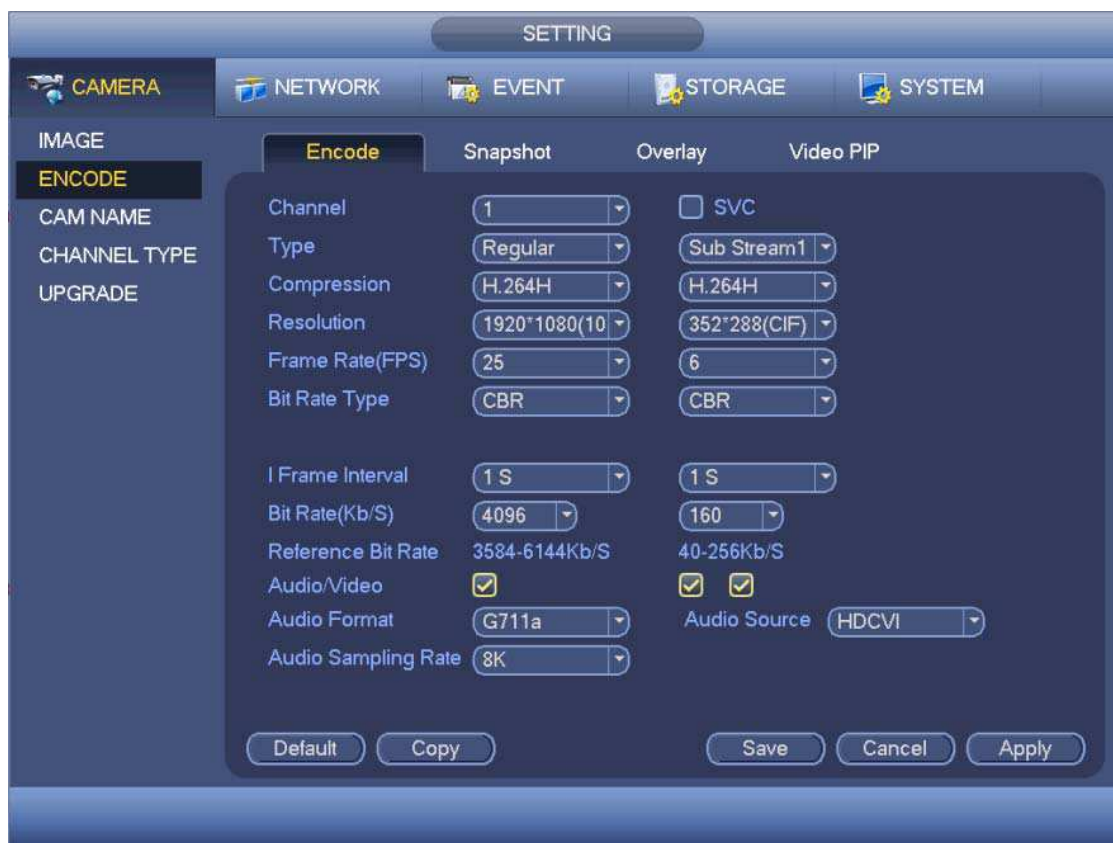 SETTING
CAMERA NETWORK EVENT STORAGE SYSTEM
IMAGE
ENCODE
CAM NAME
CHANNEL TYPE
UPGRADE
Encode Snapshot Overlay Video PIP
Channel 1 SVC
Type Regular Sub Stream1
Compression H.264H H.264H
Resolution 1920*1080(10 352*288(CIF)
Frame Rate(FPS) 25 6
Bit Rate Type CBR CBR
I Frame Interval 1 S 1 S
Bit Rate(Kb/S) 4096 160
Reference Bit Rate 3584-6144Kb/S 40-256Kb/S
Audio/Video
Audio Format G711a Audio Source HDCVI
Audio Sampling Rate 8K
Default Copy Save Cancel Apply